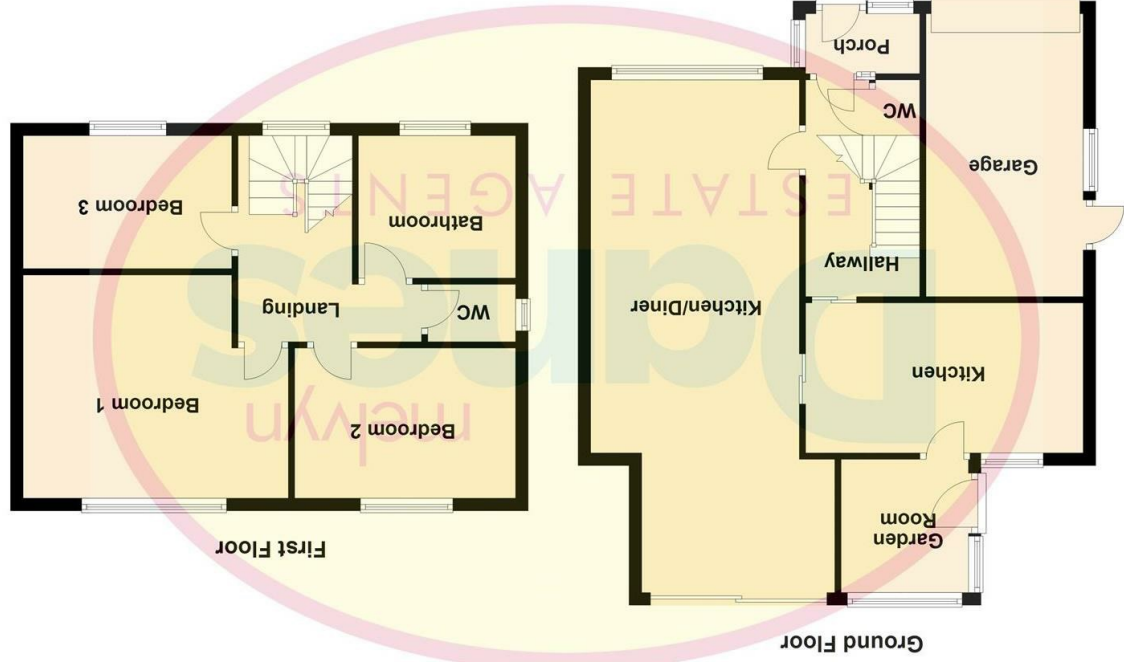 Ground Floor
Garden
Room
Kitchen
Kitchen/Diner
Hallway
Garage
WC
Porch
First Floor
Bedroom 2
Bedroom 1
WC
Landing
Bathroom
Bedroom 3
melvyn
Danes
ESTATE AGENTS